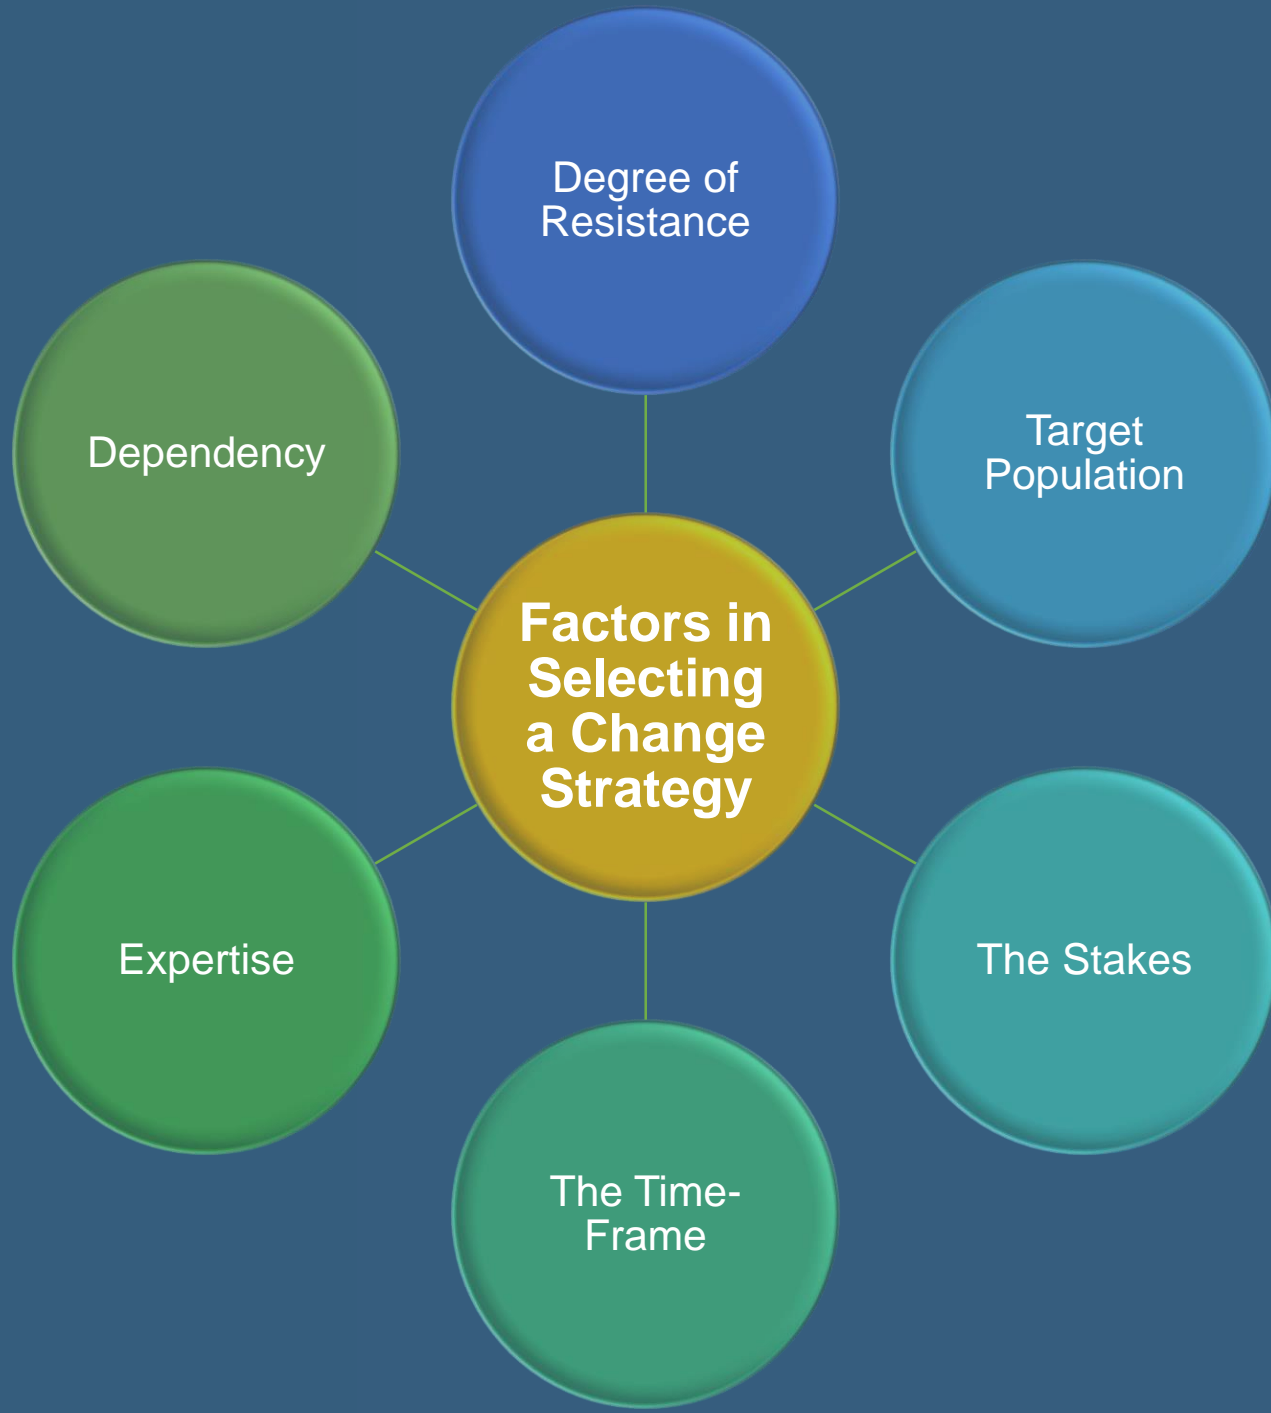 Degree of
Resistance
Dependency
Target
Population
Factors in
Selecting
a Change
Strategy
Expertise
The Stakes
The Time-
Frame